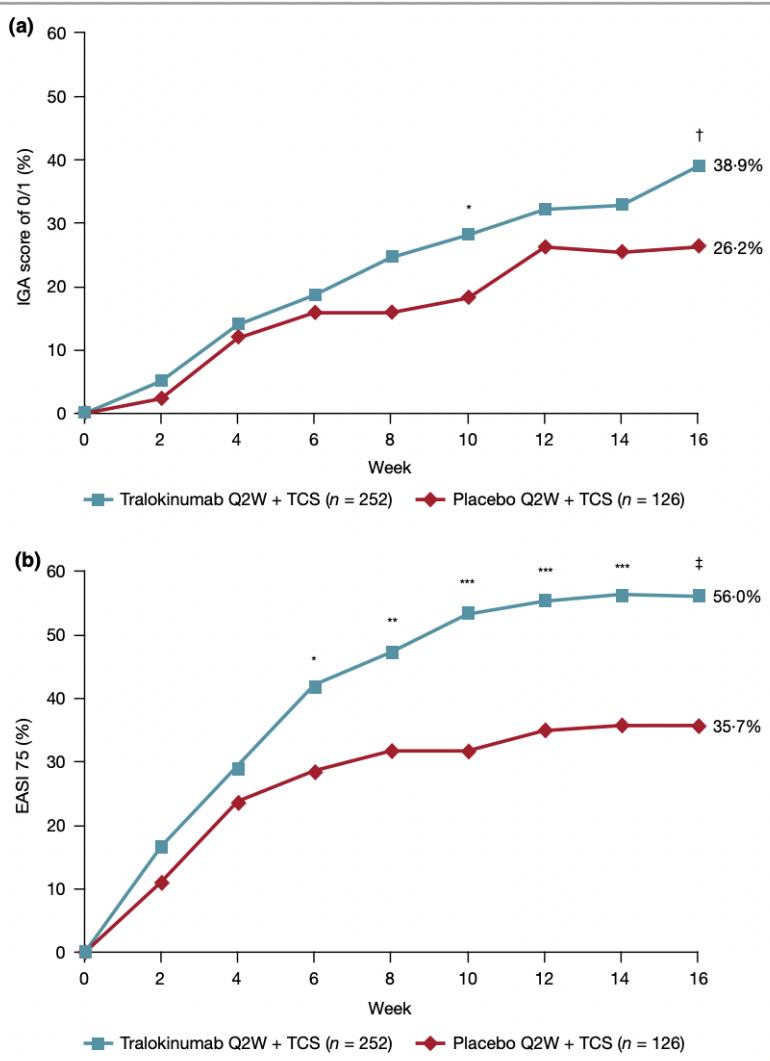 (a)
60
50
40
30
20
10
0
IGA score of 0/1 (%)
*
†
38·9%
26·2%
0 2 4 6 8 10 12 14 16
Week
Tralokinumab Q2W + TCS (n = 252) Placebo Q2W + TCS (n = 126)
(b)
60
50
40
30
20
10
0
EASI 75 (%)
* ** *** *** *** ‡
56·0%
35·7%
0 2 4 6 8 10 12 14 16
Week
Tralokinumab Q2W + TCS (n = 252) Placebo Q2W + TCS (n = 126)